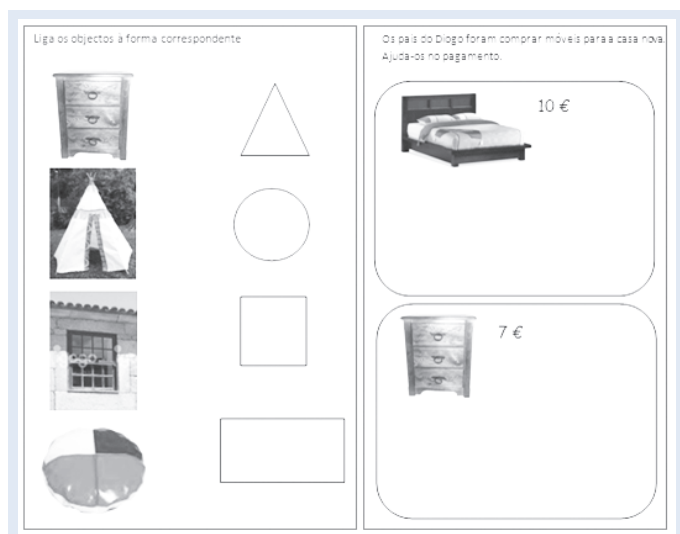 Liga os objectos à forma correspondente
Os pais do Diogo foram comprar móveis para a casa nova.
Ajuda-os no pagamento.
10 €
7 €